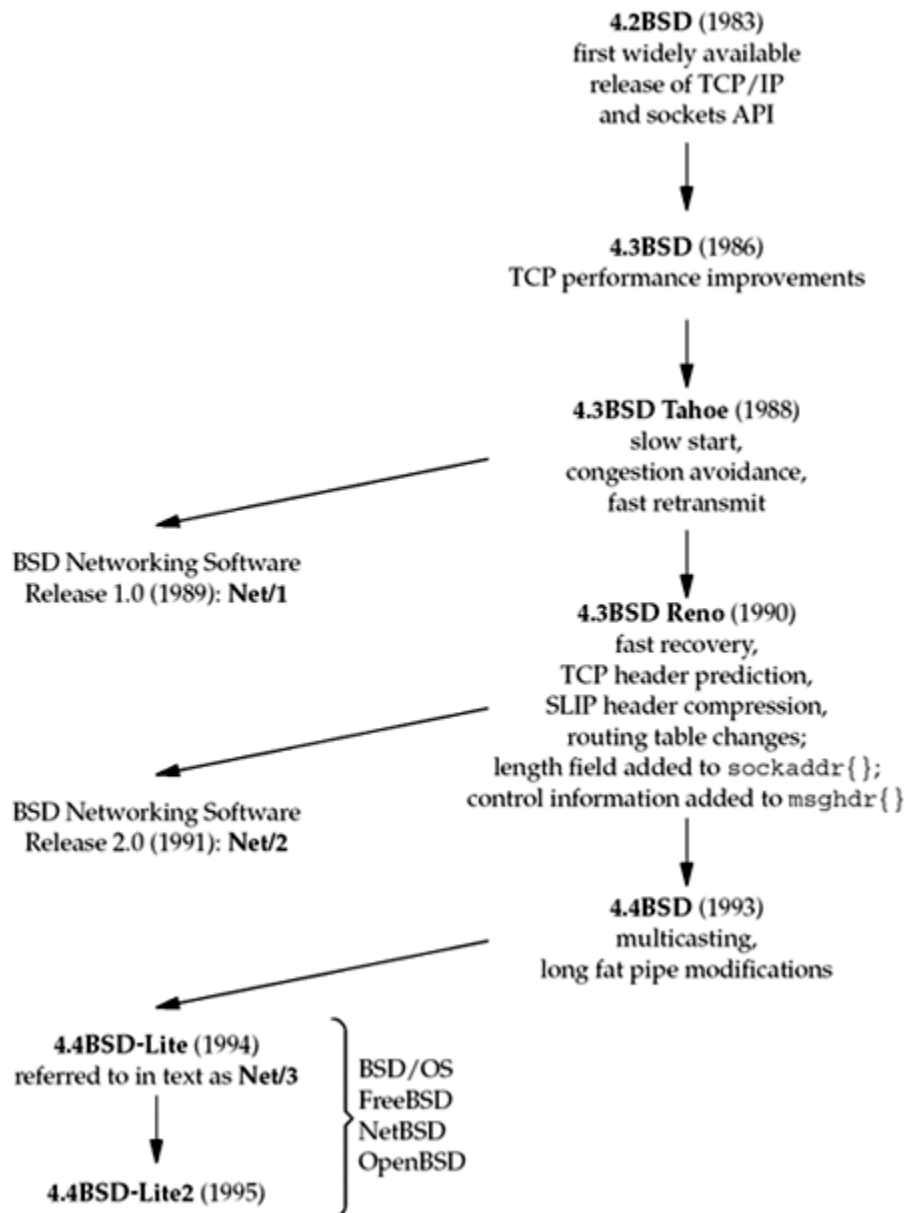 4.2BSD (1983)
first widely available
release of TCP/IP
and sockets API
4.3BSD (1986)
TCP performance improvements
4.3BSD Tahoe (1988)
slow start,
congestion avoidance,
fast retransmit
BSD Networking Software
Release 1.0 (1989): Net/1
4.3BSD Reno (1990)
fast recovery,
TCP header prediction,
SLIP header compression,
routing table changes;
length field added to sockaddr{};
control information added to msghdr{}
BSD Networking Software
Release 2.0 (1991): Net/2
4.4BSD (1993)
multicasting,
long fat pipe modifications
4.4BSD-Lite (1994)
referred to in text as Net/3
4.4BSD-Lite2 (1995)
BSD/OS
FreeBSD
NetBSD
OpenBSD